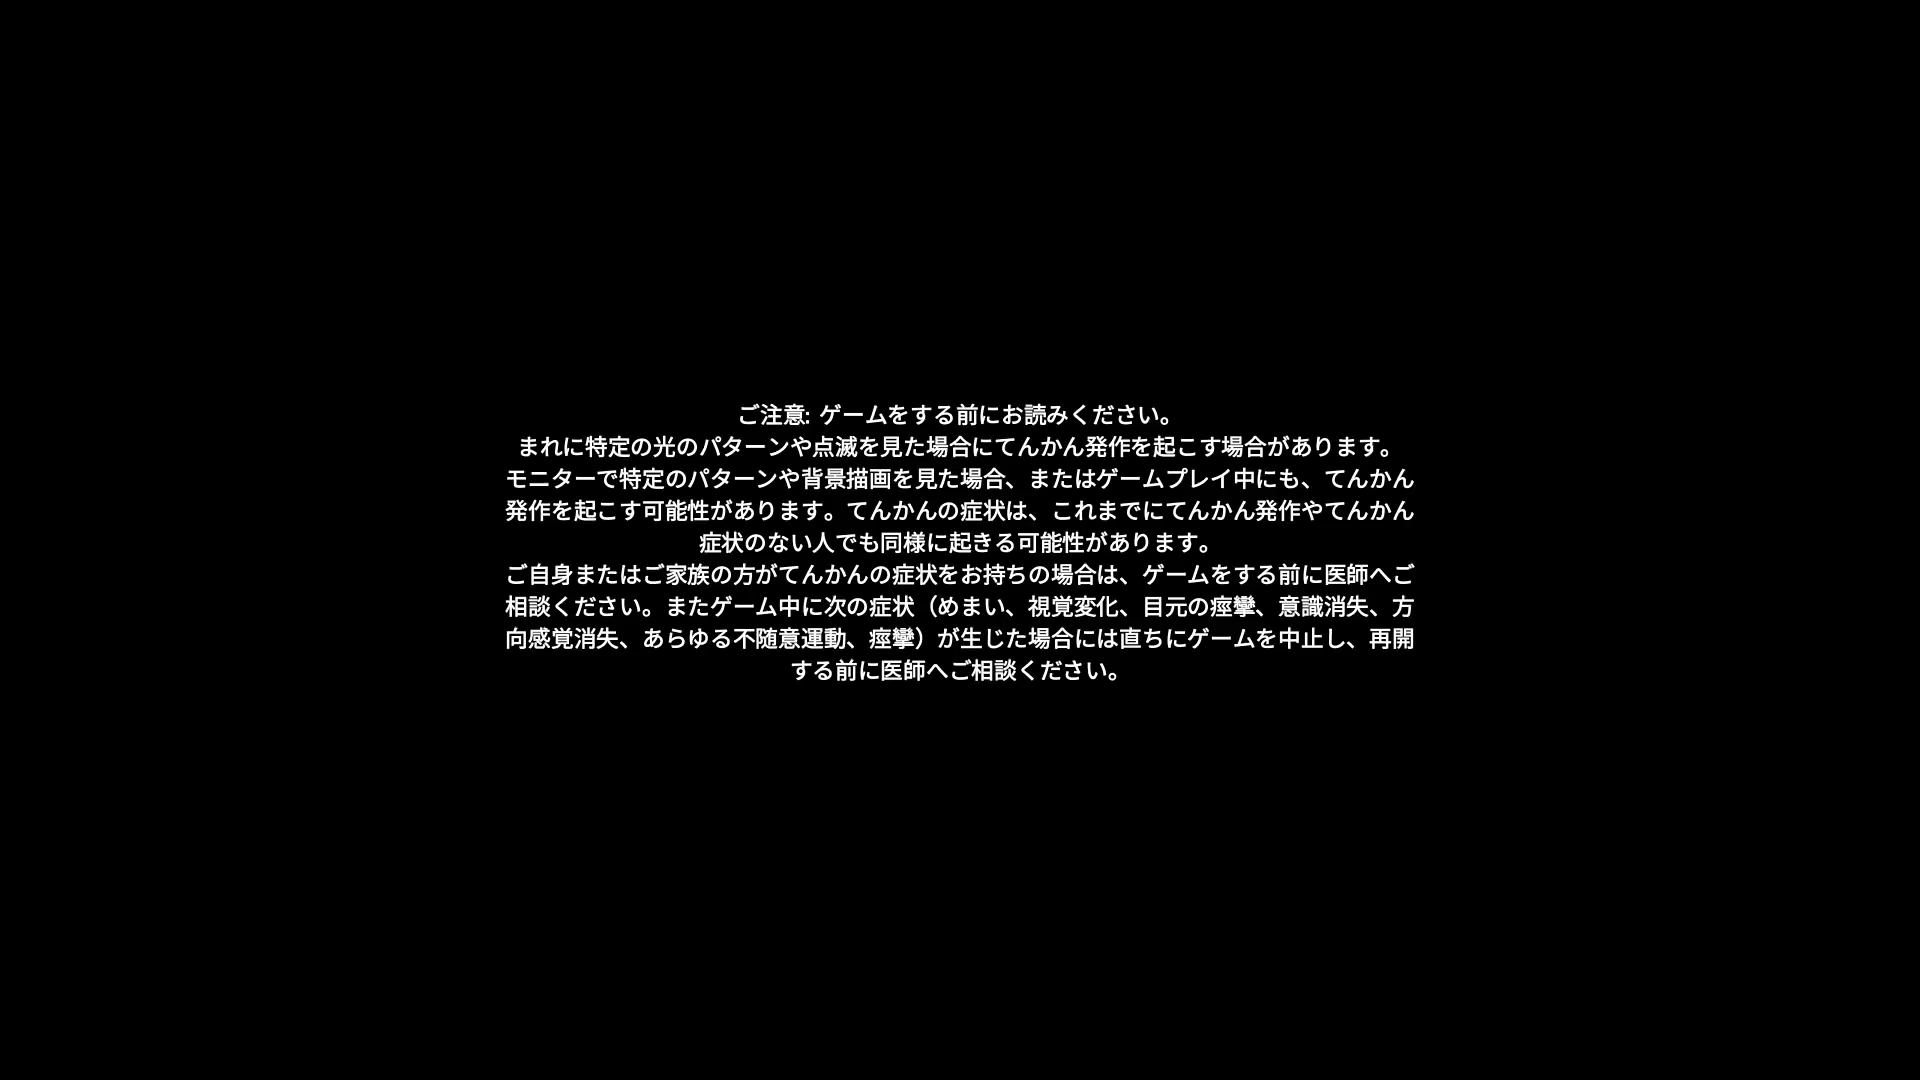 ご注意: ゲームをする前にお読みください。
まれに特定の光のパターンや点滅を見た場合にてんかん発作を起こす場合があります。
モニターで特定のパターンや背景描画を見た場合、またはゲームプレイ中にも、てんかん
発作を起こす可能性があります。てんかんの症状は、これまでにてんかん発作やてんかん
症状のない人でも同様に起きる可能性があります。
ご自身またはご家族の方がてんかんの症状をお持ちの場合は、ゲームをする前に医師へご
相談ください。またゲーム中に次の症状（めまい、視覚変化、目元の痙攣、意識消失、方
向感覚消失、あらゆる不随意運動、痙攣）が生じた場合には直ちにゲームを中止し、再開
する前に医師へご相談ください。